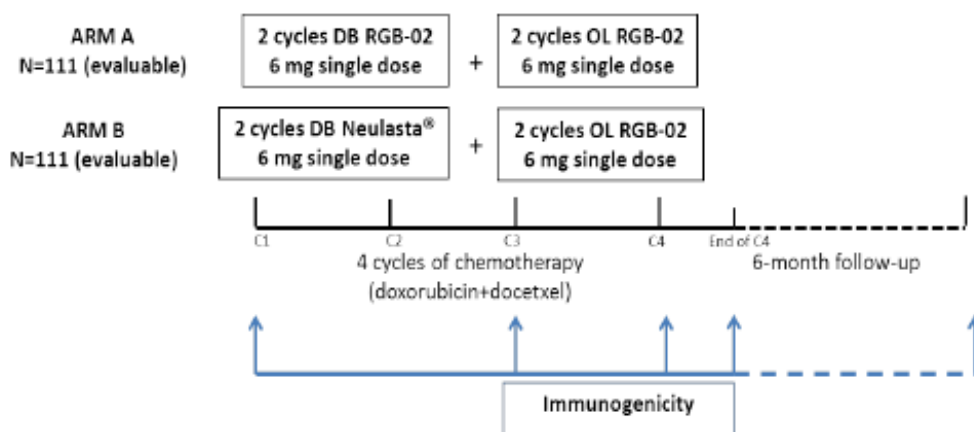 ARM A
N=111 (evaluable)
2 cycles DB RGB-02
6 mg single dose
+
2 cycles OL RGB-02
6 mg single dose
ARM B
N=111 (evaluable)
2 cycles DB Neulasta®
6 mg single dose
+
2 cycles OL RGB-02
6 mg single dose
C1
C2
C3
C4
End of C4
4 cycles of chemotherapy
(doxorubicin+docetxel)
6-month follow-up
Immunogenicity